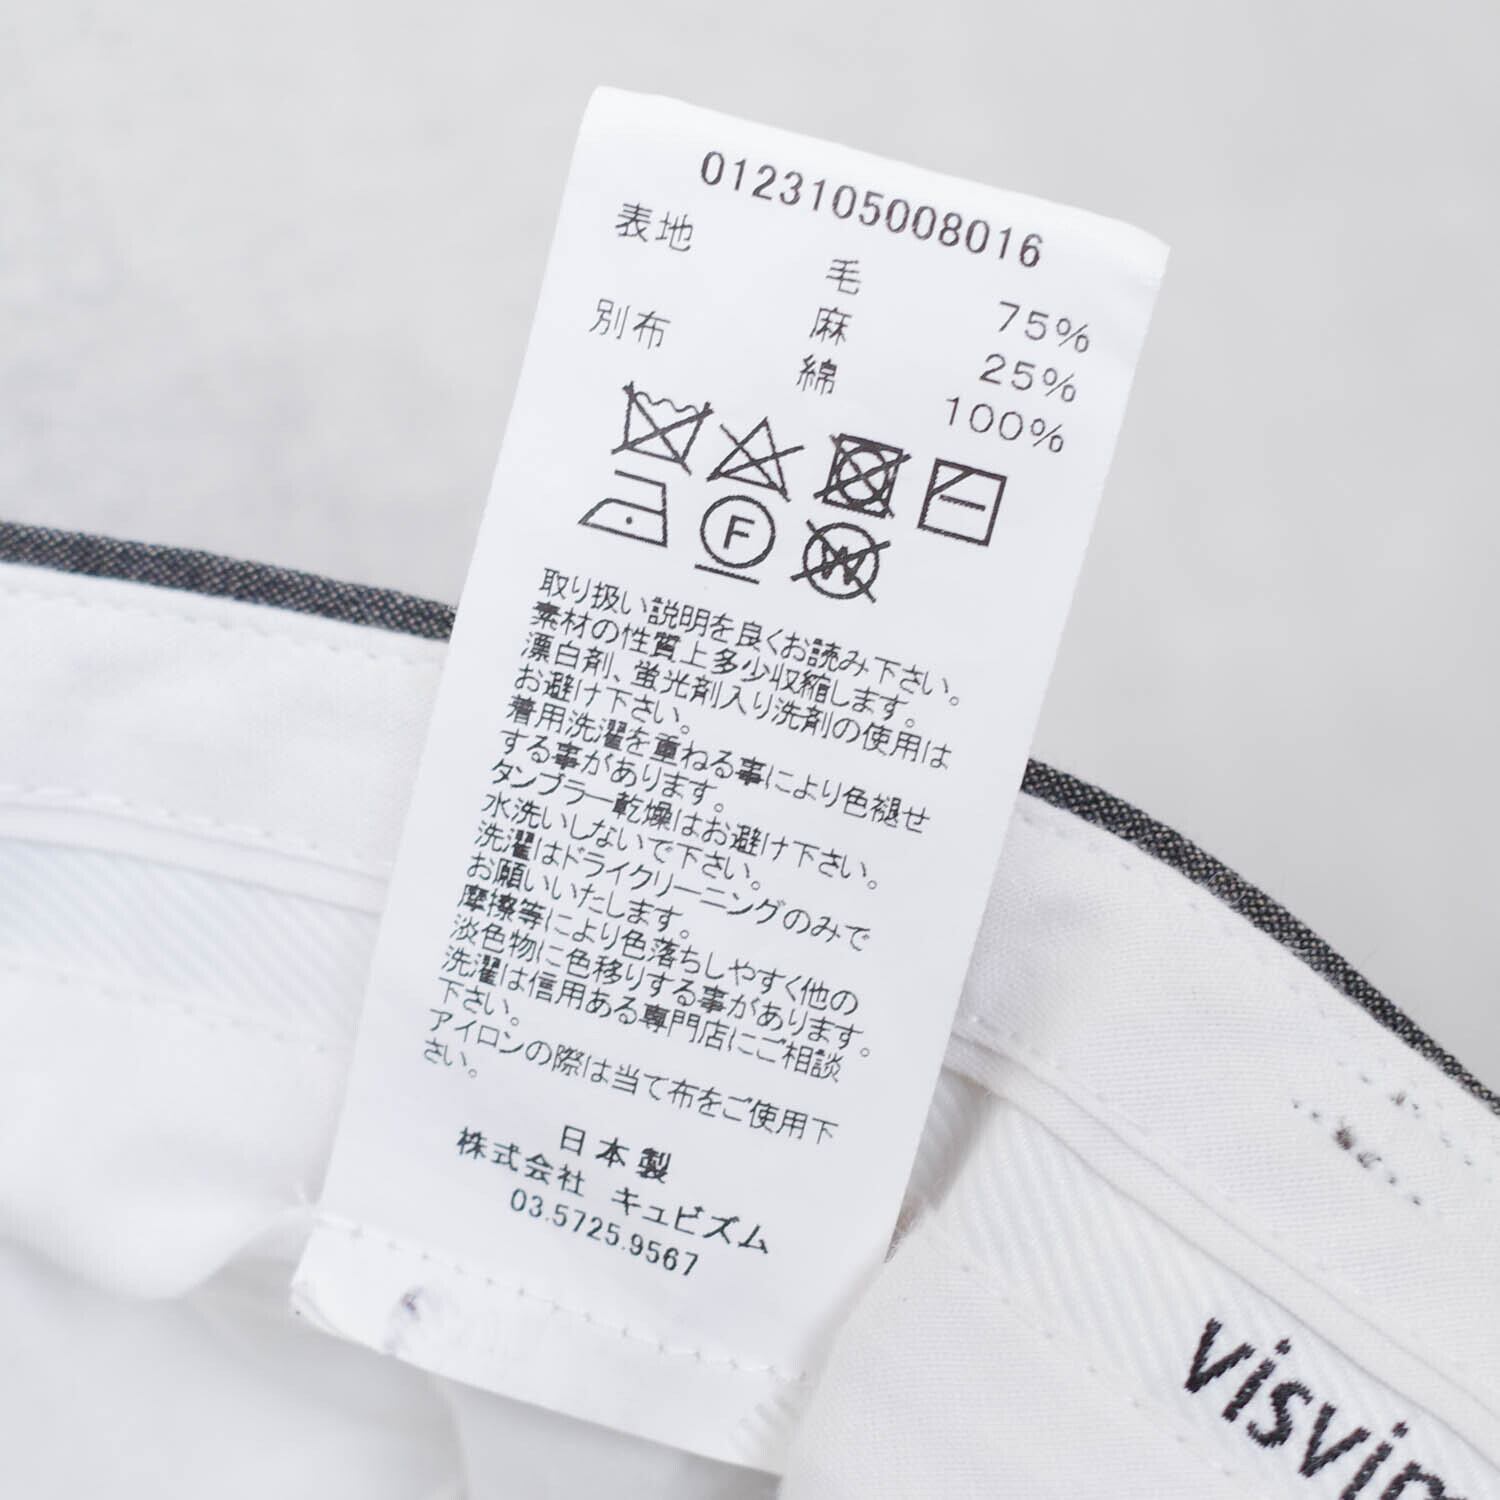 0123105008016
表地 毛 75%
麻 25%
別布 綿 100%
F W
取り扱い説明を良くお読み下さい。
素材の性質上多少収縮します。
漂白剤、蛍光剤入り洗剤の使用は
お避け下さい。
着用洗濯を重ねる事により色褪せ
する事があります。
タンブラー乾燥はお避け下さい。
水洗いしないで下さい。
洗濯はドライクリーニングのみで
お願いいたします。
摩擦等により色落ちしやすく他の
淡色物に色移りする事があります。
洗濯は信用ある専門店にご相談
下さい。
アイロンの際は当て布をご使用下
さい。
日本製
株式会社 キュビズム
03.5725.9567
visvim